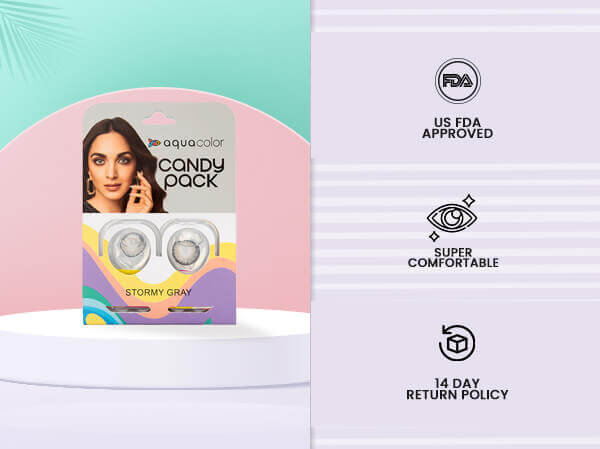 aquacolor
CANDY
PACK
STORMY GRAY
FDA
US FDA
APPROVED
SUPER
COMFORTABLE
14 DAY
RETURN POLICY